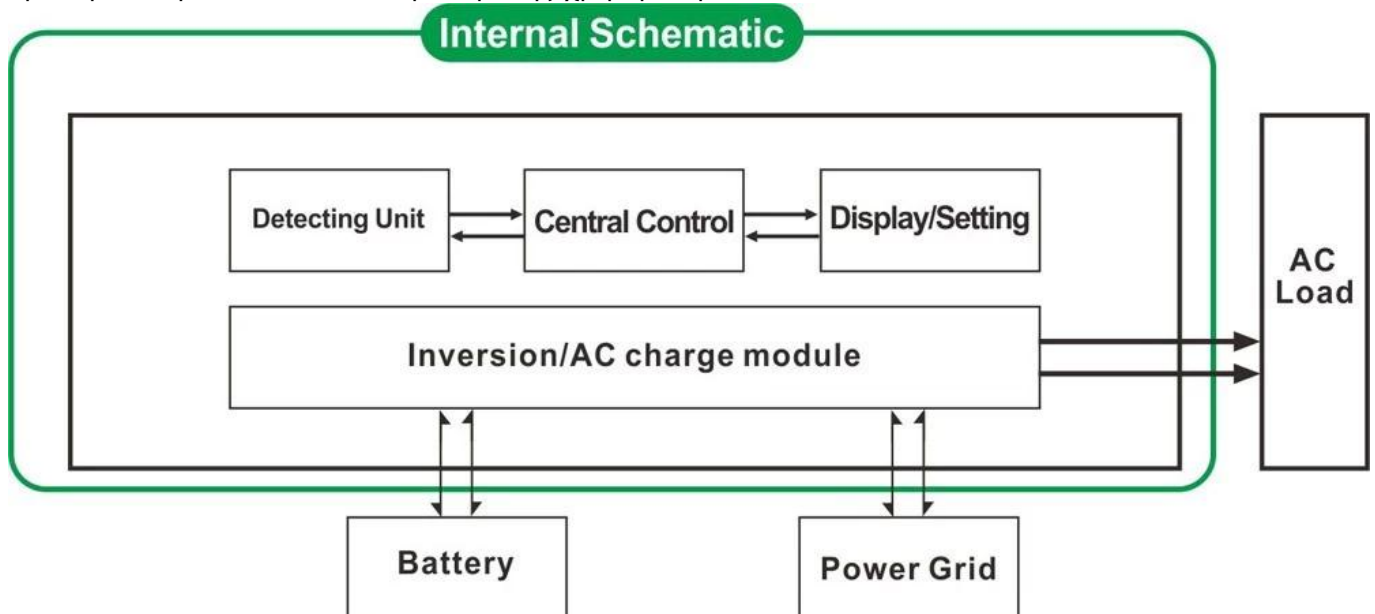 Internal Schematic
Detecting Unit
Central Control
Display/Setting
AC
Load
Inversion/AC charge module
Battery
Power Grid